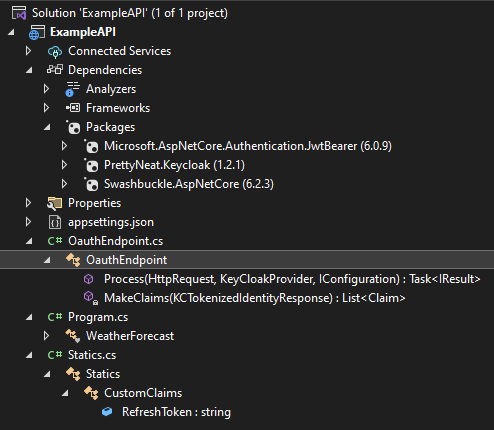 Solution 'ExampleAPI' (1 of 1 project)
ExampleAPI
Connected Services
Dependencies
Analyzers
Frameworks
Packages
Microsoft.AspNetCore.Authentication.JwtBearer (6.0.9)
PrettyNeat.Keycloak (1.2.1)
Swashbuckle.AspNetCore (6.2.3)
Properties
appsettings.json
C# OauthEndpoint.cs
OauthEndpoint
Process(HttpRequest, KeyCloakProvider, IConfiguration) : Task<IResult>
MakeClaims(KCTokenizedIdentityResponse) : List<Claim>
C# Program.cs
WeatherForecast
C# Statics.cs
Statics
CustomClaims
RefreshToken : string